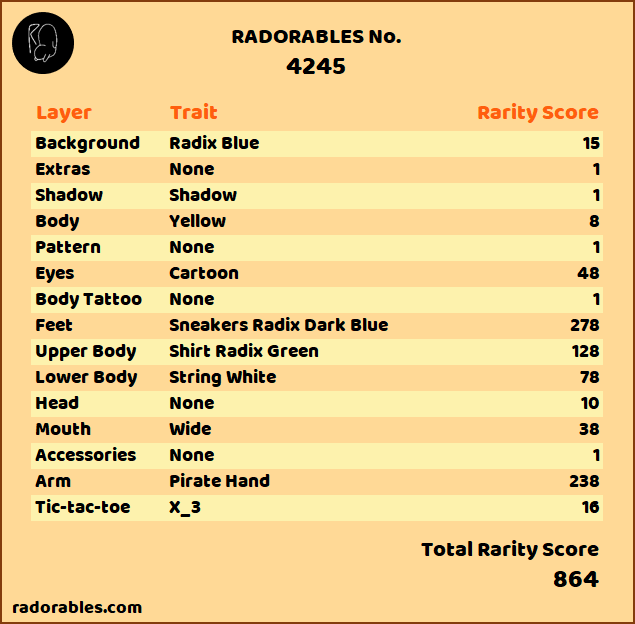 RADORABLES No.
4245
Layer Trait Rarity Score
Background Radix Blue 15
Extras None 1
Shadow Shadow 1
Body Yellow 8
Pattern None 1
Eyes Cartoon 48
Body Tattoo None 1
Feet Sneakers Radix Dark Blue 278
Upper Body Shirt Radix Green 128
Lower Body String White 78
Head None 10
Mouth Wide 38
Accessories None 1
Arm Pirate Hand 238
Tic-tac-toe X_3 16
Total Rarity Score
864
radorables.com